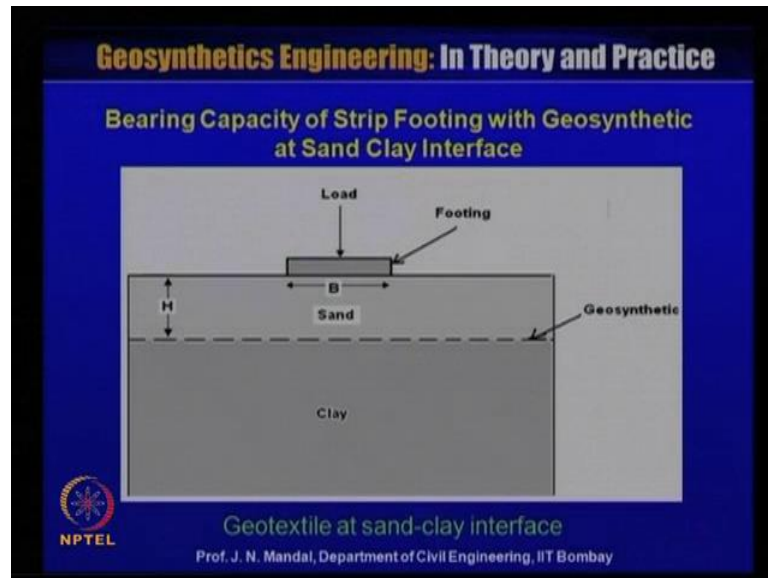 Geosynthetics Engineering: In Theory and Practice
Bearing Capacity of Strip Footing with Geosynthetic
at Sand Clay Interface
Load
Footing
B
H
Sand
Geosynthetic
Clay
NPTEL
Geotextile at sand-clay interface
Prof. J. N. Mandal, Department of Civil Engineering, IIT Bombay